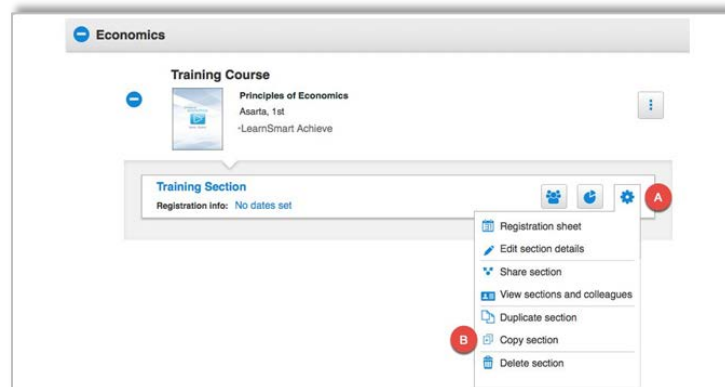 Economics
Training Course
Principles of Economics
Asarta, 1st
-LearnSmart Achieve
Training Section
Registration info: No dates set
A
Registration sheet
Edit section details
Share section
View sections and colleagues
Duplicate section
B Copy section
Delete section